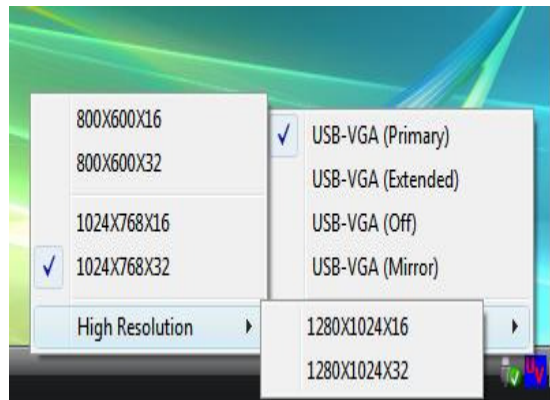 800X600X16
800X600X32
1024X768X16
1024X768X32
High Resolution
USB-VGA (Primary)
USB-VGA (Extended)
USB-VGA (Off)
USB-VGA (Mirror)
1280X1024X16
1280X1024X32
UV